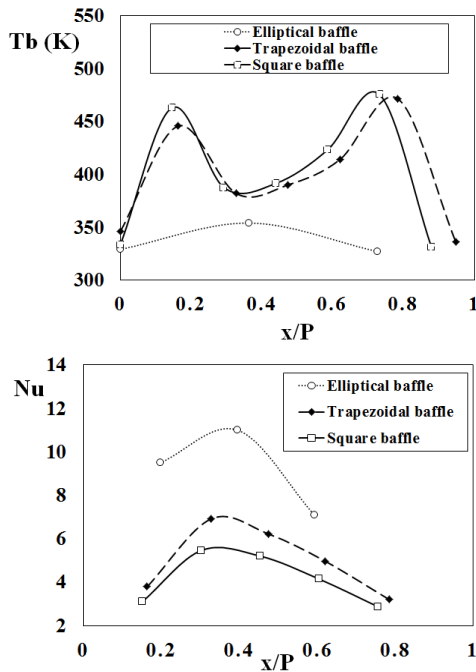 550
Tb (K)
500
450
400
350
300
Elliptical baffle
Trapezoidal baffle
Square baffle
0 0.2 0.4 0.6 0.8 1
x/P
14
Nu
12
10
8
6
4
2
Elliptical baffle
Trapezoidal baffle
Square baffle
0 0.2 0.4 0.6 0.8 1
x/P